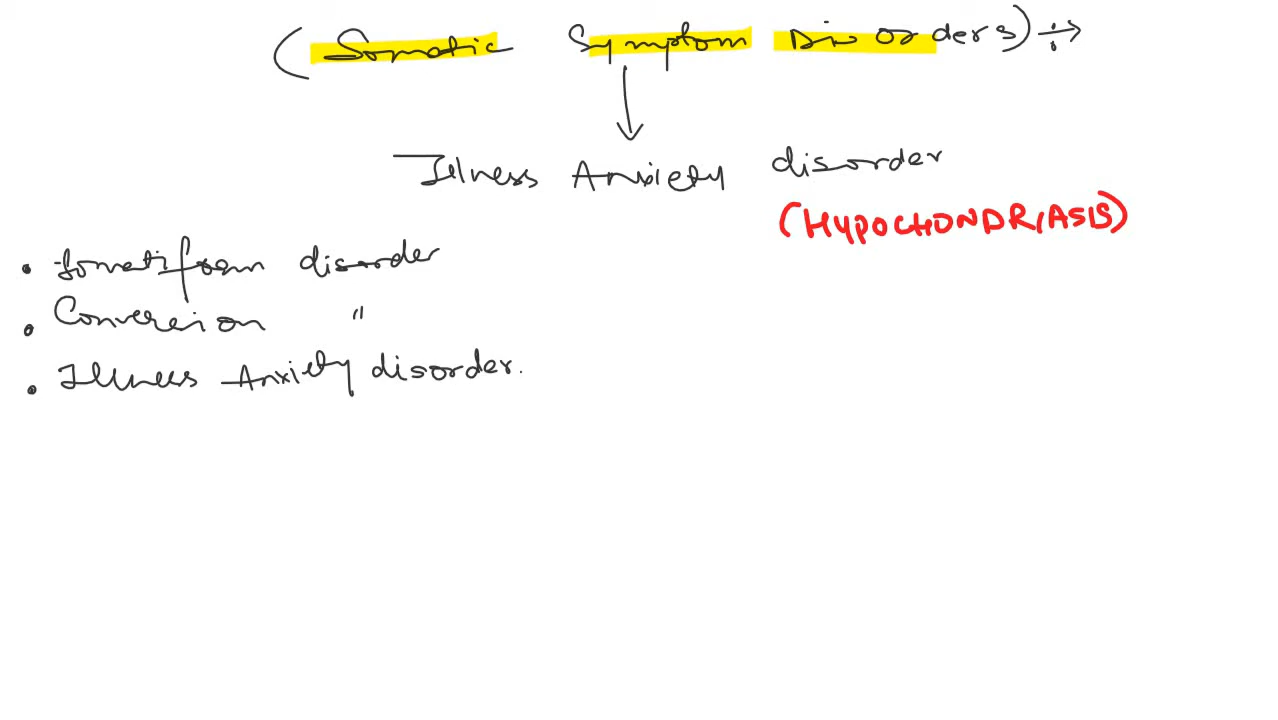 (Somatic Symptom Disorders) ÷→
Illness Anxiety disorder
(HYPOCHONDRIASIS)
• Somatiform disorder
• Conversion "
• Illness Anxiety disorder.